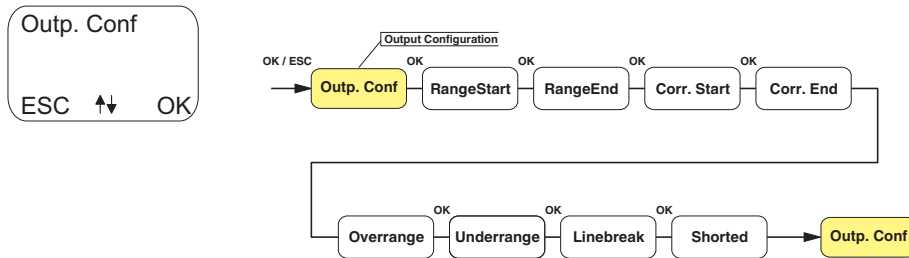 Outp. Conf
ESC OK
Output Configuration
OK / ESC OK OK OK OK
Outp. Conf RangeStart RangeEnd Corr. Start Corr. End
OK OK OK
Overrange Underrange Linebreak Shorted Outp. Conf